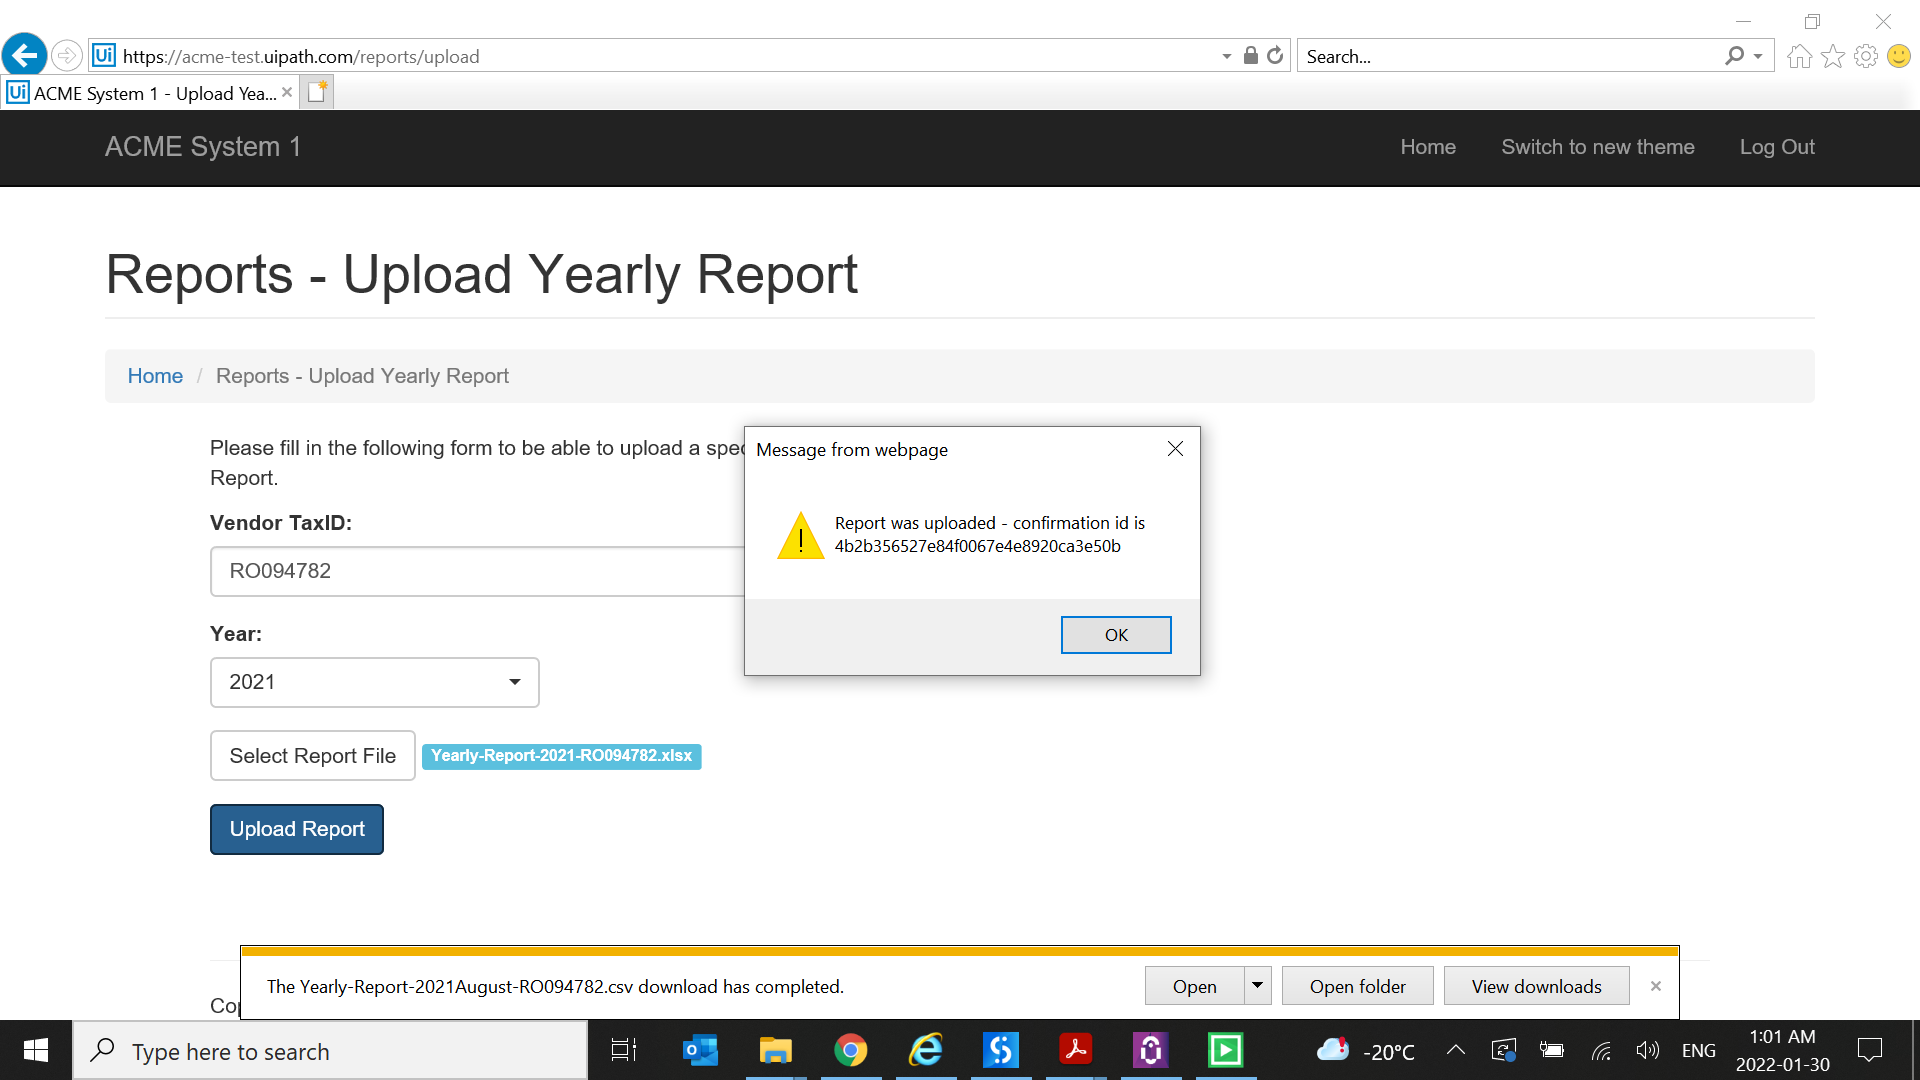 https://acme-test.uipath.com/reports/upload
Search...
Ui ACME System 1 - Upload Yea...
ACME System 1
Home
Switch to new theme
Log Out
Reports - Upload Yearly Report
Home / Reports - Upload Yearly Report
Please fill in the following form to be able to upload a
Report.
Vendor TaxID:
RO094782
Year:
2021
Select Report File
Yearly-Report-2021-RO094782.xlsx
Upload Report
Message from webpage
Report was uploaded - confirmation id is
4b2b356527e84f0067e4e8920ca3e50b
OK
The Yearly-Report-2021August-RO094782.csv download has completed.
Open
Open folder
View downloads
Type here to search
-20°C
ENG
1:01 AM
2022-01-30